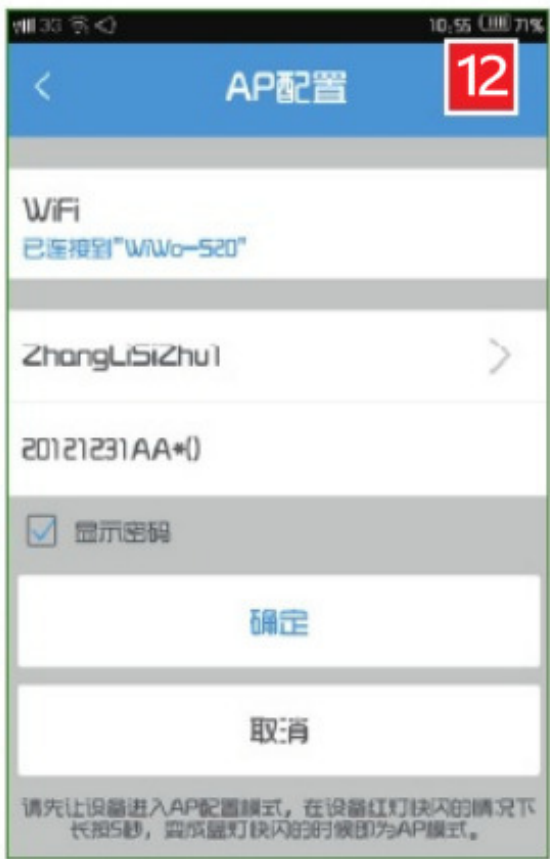 3G 10:55 71%
AP配置
12
WiFi
已连接到"WiWo-S20"
ZhangLiSiZhu1
20121231AA*()
显示密码
确定
取消
请先让设备进入AP配置模式，在设备红灯快闪的情况下
长按5秒，变成蓝灯快闪的时候即为AP模式。